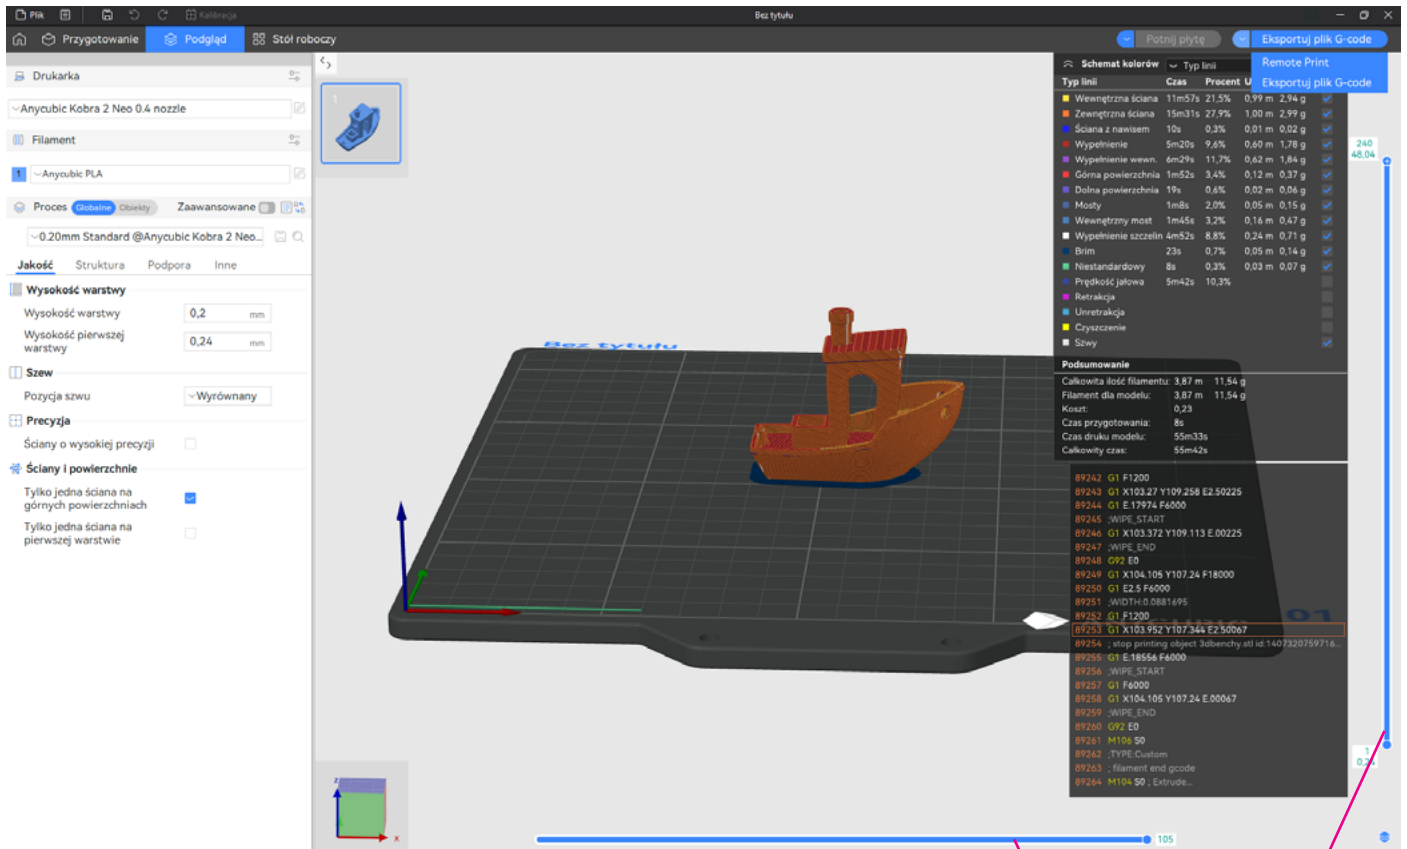 Plik
Kalibracja
Bez tytułu
Przygotowanie
Podgląd
Stół roboczy
Potnij płytę
Eksportuj plik G-code
Remote Print
Eksportuj plik G-code
Drukarka
Anycubic Kobra 2 Neo 0.4 nozzle
Filament
1 Anycubic PLA
Proces Globalne Obiekty Zaawansowane
0.20mm Standard @Anycubic Kobra 2 Neo...
Jakość Struktura Podpora Inne
Wysokość warstwy
Wysokość warstwy 0,2 mm
Wysokość pierwszej
warstwy 0,24 mm
Szew
Pozycja szwu Wyrównany
Precyzja
Ściany o wysokiej precyzji
Ściany i powierzchnie
Tylko jedna ściana na
górnych powierzchniach
Tylko jedna ściana na
pierwszej warstwie
1
Bez tytułu
Z
X
01
Schemat kolorów Typ linii
Typ linii Czas Procent U
Wewnętrzna ściana 11m57s 21,5% 0,99 m 2,94 g
Zewnętrzna ściana 15m31s 27,9% 1,00 m 2,99 g
Ściana z nawisem 10s 0,3% 0,01 m 0,02 g
Wypełnienie 5m20s 9,6% 0,60 m 1,78 g
Wypełnienie wewn. 6m29s 11,7% 0,62 m 1,84 g
Górna powierzchnia 1m52s 3,4% 0,12 m 0,37 g
Dolna powierzchnia 19s 0,6% 0,02 m 0,06 g
Mosty 1m8s 2,0% 0,05 m 0,15 g
Wewnętrzny most 1m45s 3,2% 0,16 m 0,47 g
Wypełnienie szczelin 4m52s 8,8% 0,24 m 0,71 g
Brim 23s 0,7% 0,05 m 0,14 g
Niestandardowy 8s 0,3% 0,03 m 0,07 g
Prędkość jałowa 5m42s 10,3%
Retrakcja
Unretrakcja
Czyszczenie
Szwy
Podsumowanie
Całkowita ilość filamentu: 3,87 m 11,54 g
Filament dla modelu: 3,87 m 11,54 g
Koszt: 0,23
Czas przygotowania: 8s
Czas druku modelu: 55m33s
Całkowity czas: 55m42s
89242 G1 F1200
89243 G1 X103.27 Y109.258 E2.50225
89244 G1 E.17974 F6000
89245 ;WIPE_START
89246 G1 X103.372 Y109.113 E.00225
89247 ;WIPE_END
89248 G92 E0
89249 G1 X104.105 Y107.24 F18000
89250 G1 E2.5 F6000
89251 ;WIDTH:0.0881695
89252 G1 F1200
89253 G1 X103.952 Y107.344 E2.50067
89254 ; stop printing object 3dbenchy.stl id:1407320759716...
89255 G1 E.18556 F6000
89256 ;WIPE_START
89257 G1 F6000
89258 G1 X104.105 Y107.24 E.00067
89259 ;WIPE_END
89260 G92 E0
89261 M106 S0
89262 ;TYPE:Custom
89263 ; filament end gcode
89264 M104 S0 ; Extrude...
240
48,04
1
0,24
105